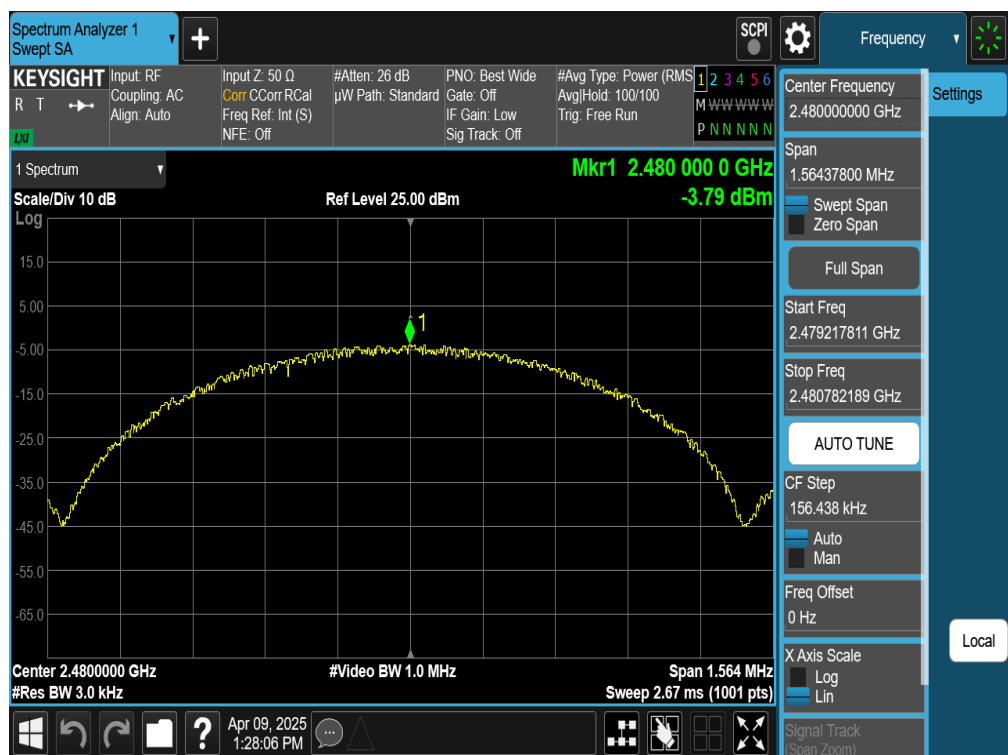 Spectrum Analyzer 1
Swept SA
+
SCPI
Frequency
KEYSIGHT
R T
LXI
Input: RF
Coupling: AC
Align: Auto
Input Z: 50 Ω
Corr CCorr RCal
Freq Ref: Int (S)
NFE: Off
#Atten: 26 dB
µW Path: Standard
PNO: Best Wide
Gate: Off
IF Gain: Low
Sig Track: Off
#Avg Type: Power (RMS
Avg|Hold: 100/100
Trig: Free Run
1 2 3 4 5 6
M W W W W W
P N N N N N
1 Spectrum
Mkr1 2.480 000 0 GHz
Scale/Div 10 dB
Ref Level 25.00 dBm
-3.79 dBm
Log
15.0
5.00
-5.00
-15.0
-25.0
-35.0
-45.0
-55.0
-65.0
1
Center 2.4800000 GHz
#Video BW 1.0 MHz
Span 1.564 MHz
#Res BW 3.0 kHz
Sweep 2.67 ms (1001 pts)
?
Apr 09, 2025
1:28:06 PM
Center Frequency
2.480000000 GHz
Span
1.56437800 MHz
Swept Span
Zero Span
Full Span
Start Freq
2.479217811 GHz
Stop Freq
2.480782189 GHz
AUTO TUNE
CF Step
156.438 kHz
Auto
Man
Freq Offset
0 Hz
X Axis Scale
Log
Lin
Signal Track
(Span Zoom)
Settings
Local